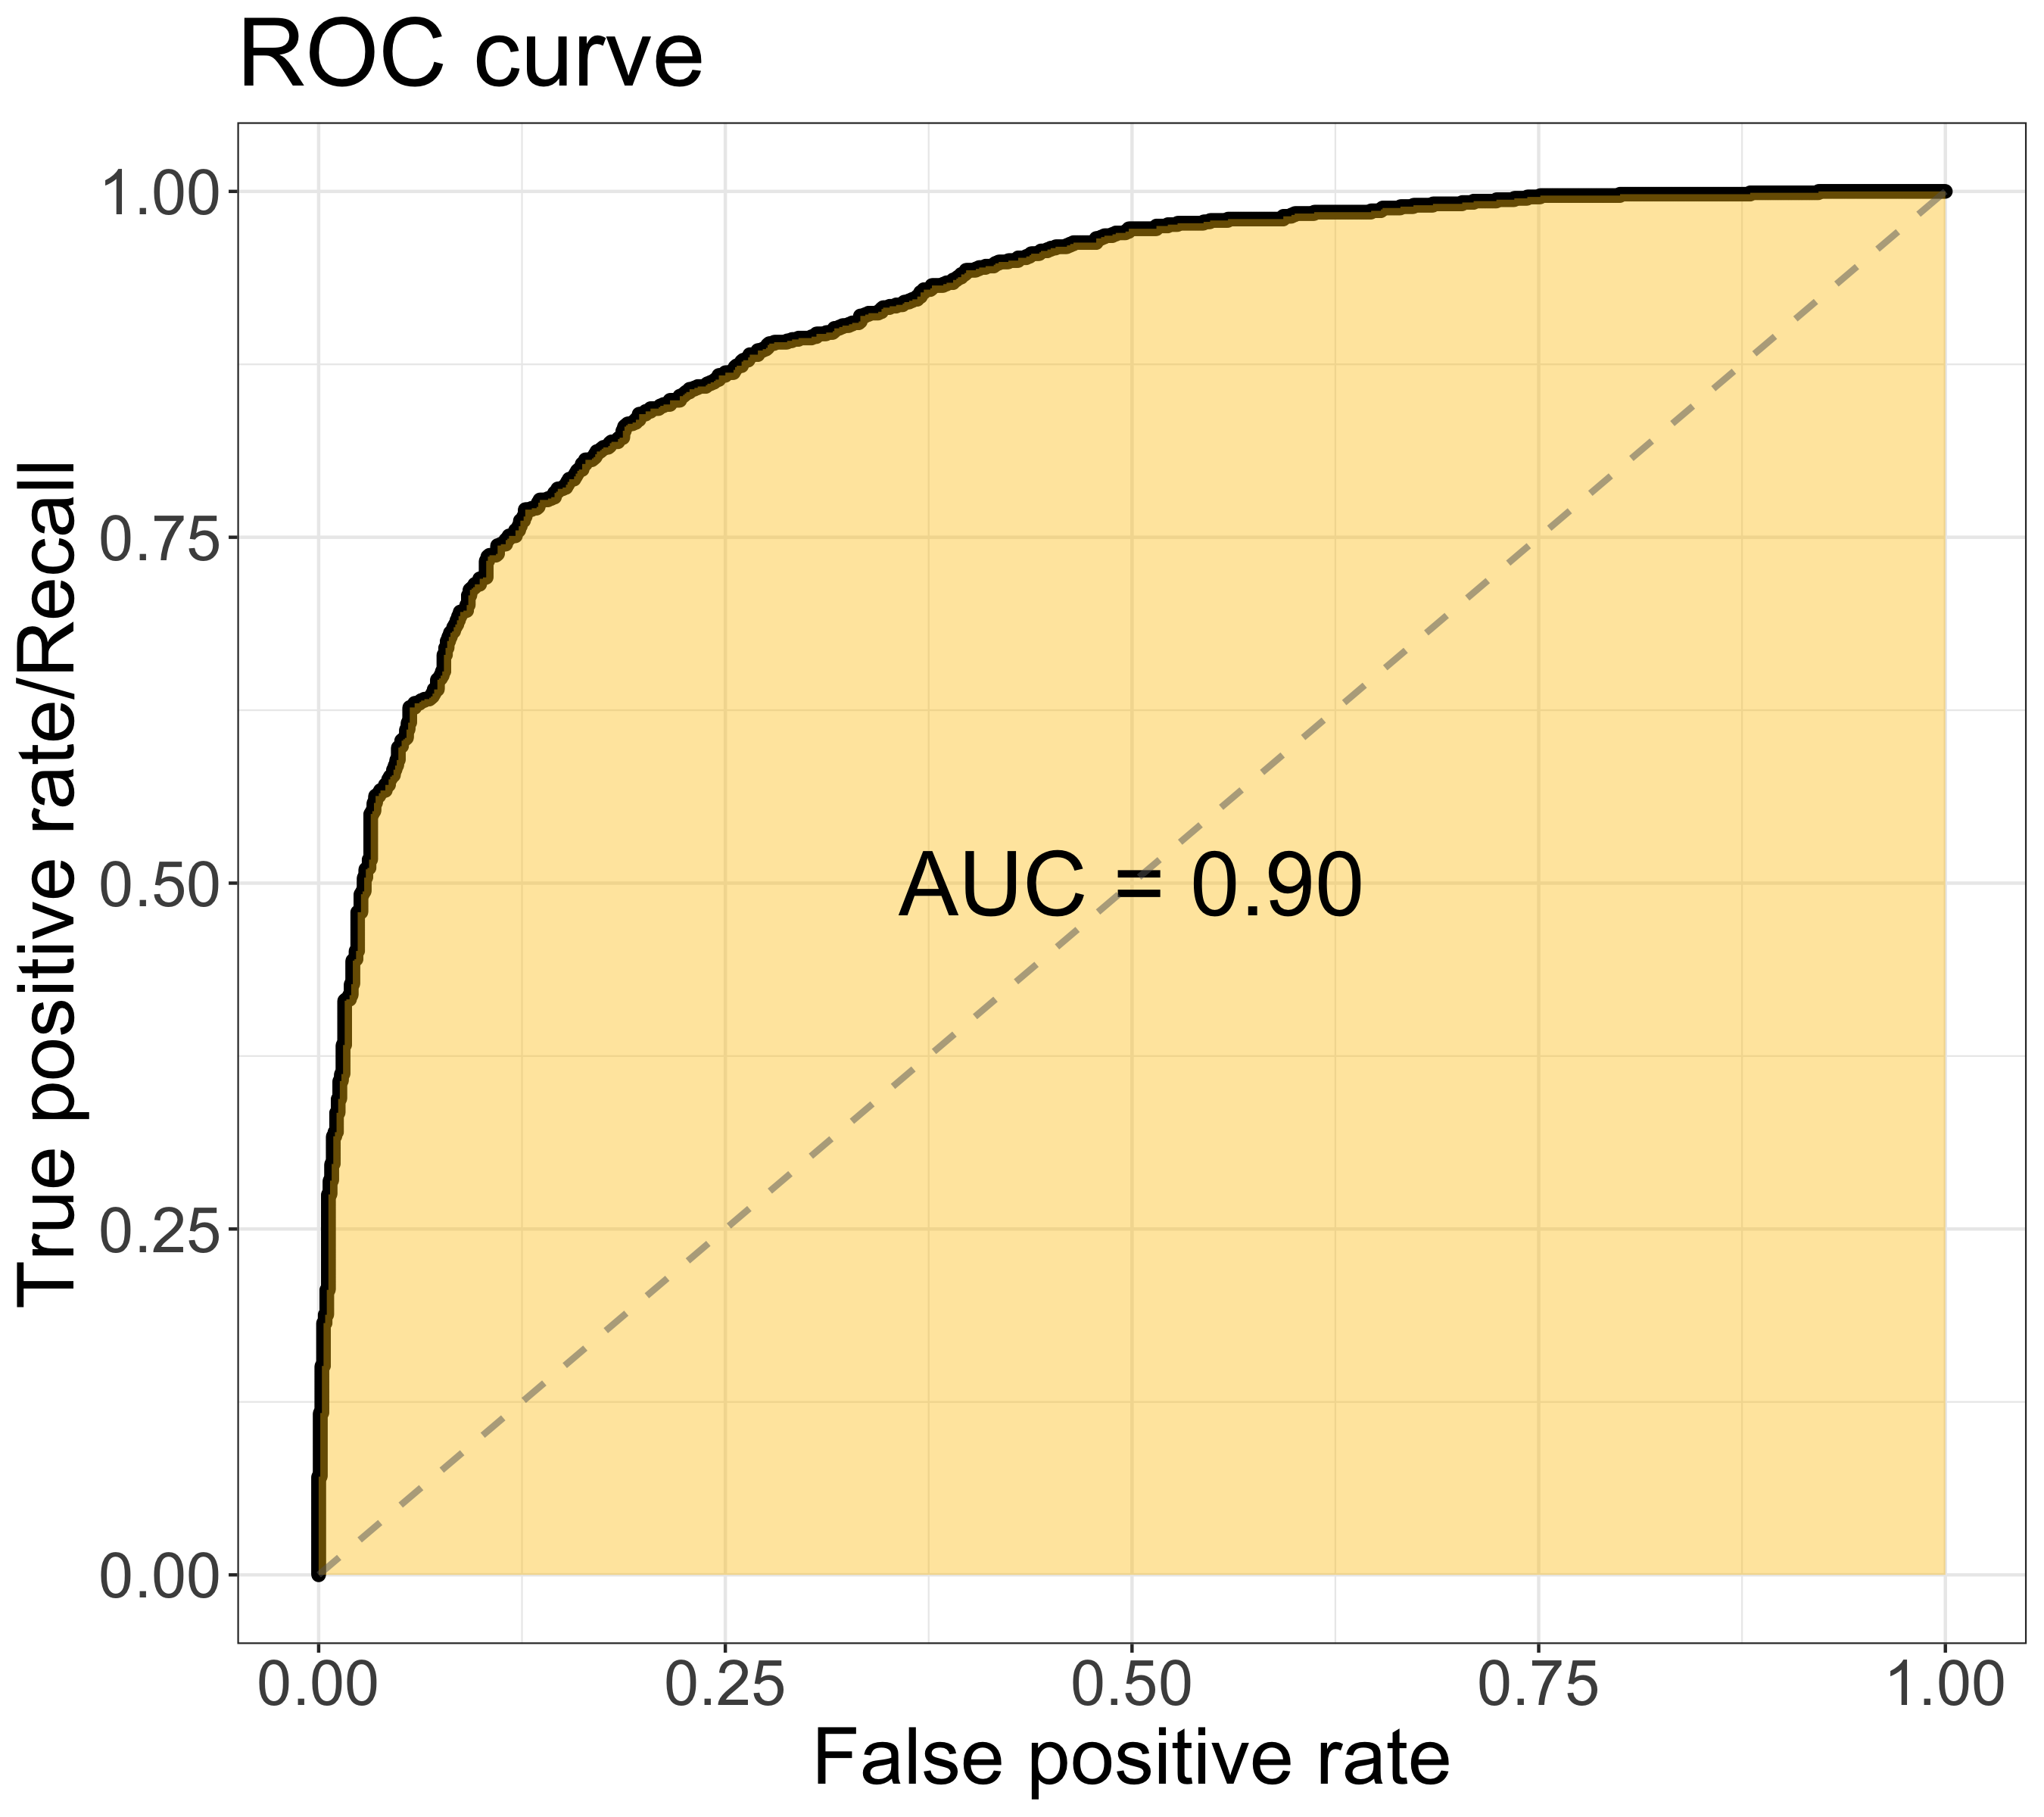 ROC curve
True positive rate/Recall
1.00
0.75
0.50
0.25
0.00
AUC = 0.90
0.00 0.25 0.50 0.75 1.00
False positive rate